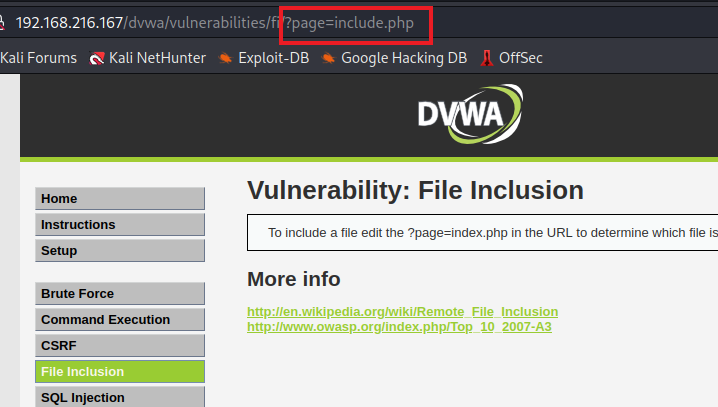 192.168.216.167/dvwa/vulnerabilities/fi/?page=include.php
Kali Forums Kali NetHunter Exploit-DB Google Hacking DB OffSec
DVWA
Home
Instructions
Setup
Brute Force
Command Execution
CSRF
File Inclusion
SQL Injection
Vulnerability: File Inclusion
To include a file edit the ?page=index.php in the URL to determine which file is
More info
http://en.wikipedia.org/wiki/Remote_File_Inclusion
http://www.owasp.org/index.php/Top_10_2007-A3